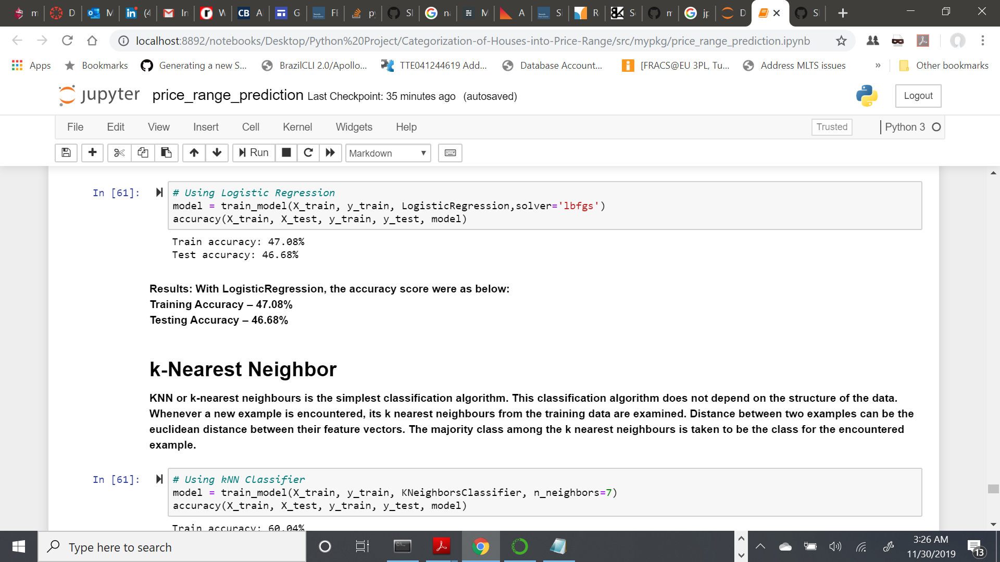 m D M (4 In W CB A G FI p SI n M A Si R S m jp D SI
localhost:8892/notebooks/Desktop/Python%20Project/Categorization-of-Houses-into-Price-Range/src/mypkg/price_range_prediction.ipynb
Apps Bookmarks Generating a new S... BrazilCLI 2.0/Apollo... TTE041244619 Add... Database Account... [FRACS@EU 3PL, Tu... Address MLTS issues » Other bookmarks
jupyter price_range_prediction Last Checkpoint: 35 minutes ago (autosaved) Logout
File Edit View Insert Cell Kernel Widgets Help Trusted Python 3
Run Markdown
In [61]: # Using Logistic Regression
model = train_model(X_train, y_train, LogisticRegression,solver='lbfgs')
accuracy(X_train, X_test, y_train, y_test, model)
Train accuracy: 47.08%
Test accuracy: 46.68%
Results: With LogisticRegression, the accuracy score were as below:
Training Accuracy – 47.08%
Testing Accuracy – 46.68%
k-Nearest Neighbor
KNN or k-nearest neighbours is the simplest classification algorithm. This classification algorithm does not depend on the structure of the data.
Whenever a new example is encountered, its k nearest neighbours from the training data are examined. Distance between two examples can be the
euclidean distance between their feature vectors. The majority class among the k nearest neighbours is taken to be the class for the encountered
example.
In [61]: # Using kNN Classifier
model = train_model(X_train, y_train, KNeighborsClassifier, n_neighbors=7)
accuracy(X_train, X_test, y_train, y_test, model)
Train accuracy: 60.04%
Type here to search
3:26 AM
11/30/2019
13